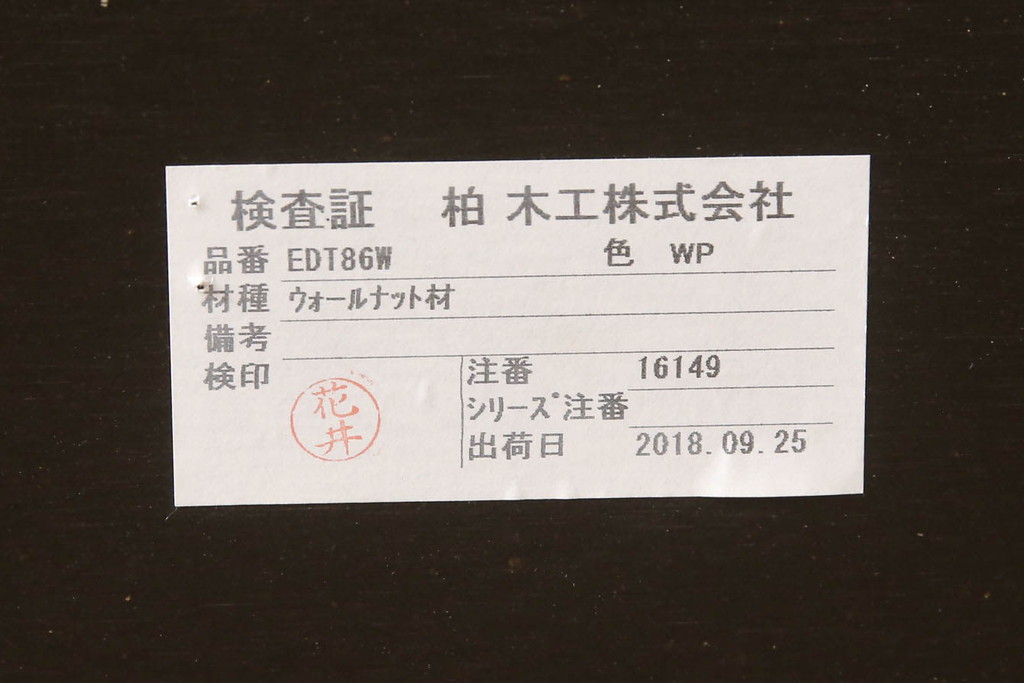 検査証 柏木工株式会社
品番 EDT86W 色 WP
材種 ウォールナット材
備考
検印 花井
注番 16149
シリーズ注番
出荷日 2018.09.25